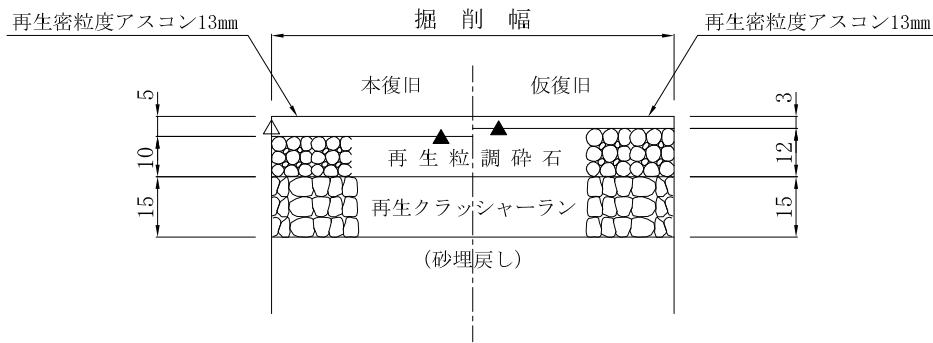 掘削幅
再生密粒度アスコン13mm
再生密粒度アスコン13mm
本復旧
仮復旧
5
3
10
再生粒調砕石
12
15
再生クラッシャーラン
15
(砂埋戻し)